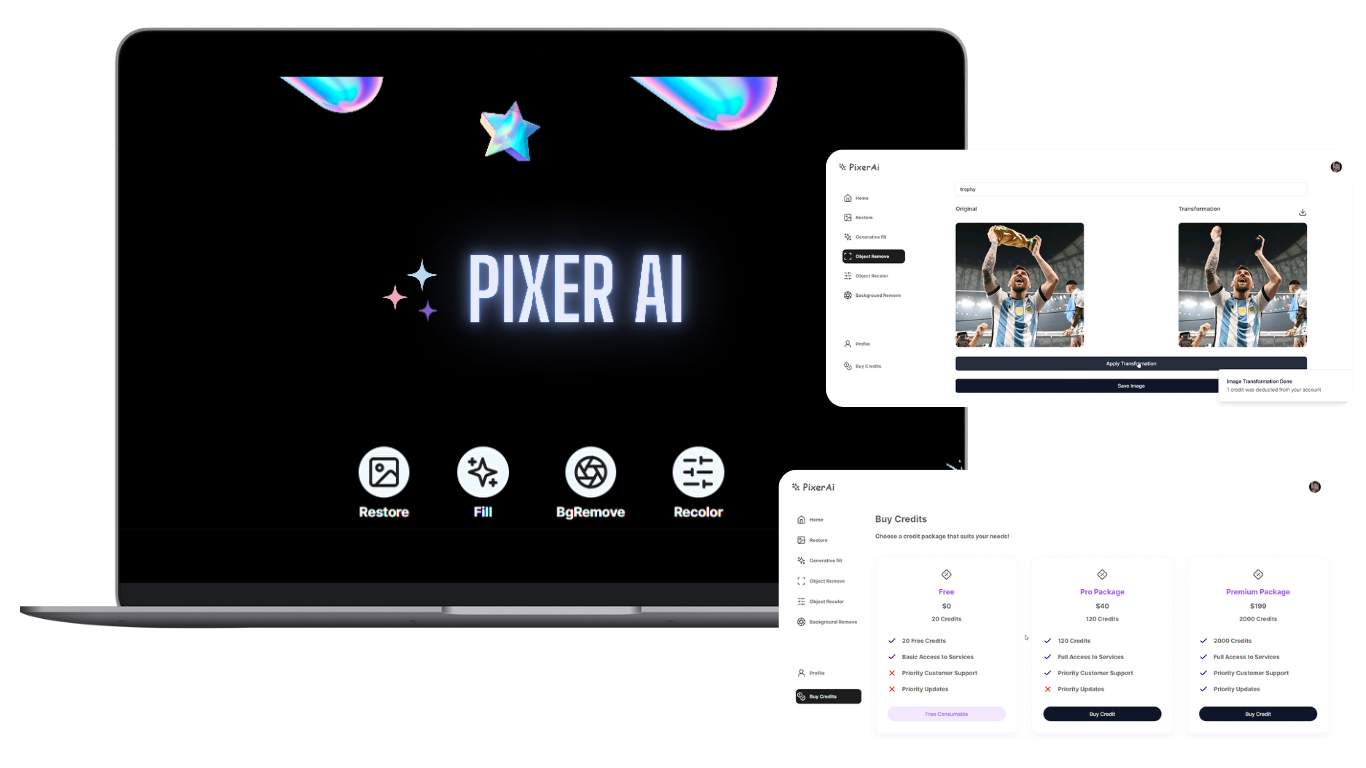 PIXER AI
Restore
Fill
BgRemove
Recolor
PixerAi
Home
Restore
Generative fill
Object Remove
Object Recolor
Background Remove
Profile
Buy Credits
trophy
Original
Transformation
Apply Transformation
Save Image
Image Transformation Done
1 credit was deducted from your account
PixerAi
Home
Restore
Generative fill
Object Remove
Object Recolor
Background Remove
Profile
Buy Credits
Buy Credits
Choose a credit package that suits your needs!
Free
$0
20 Credits
20 Free Credits
Basic Access to Services
Priority Customer Support
Priority Updates
Free Consumable
Pro Package
$40
120 Credits
120 Credits
Full Access to Services
Priority Customer Support
Priority Updates
Buy Credit
Premium Package
$199
2000 Credits
2000 Credits
Full Access to Services
Priority Customer Support
Priority Updates
Buy Credit